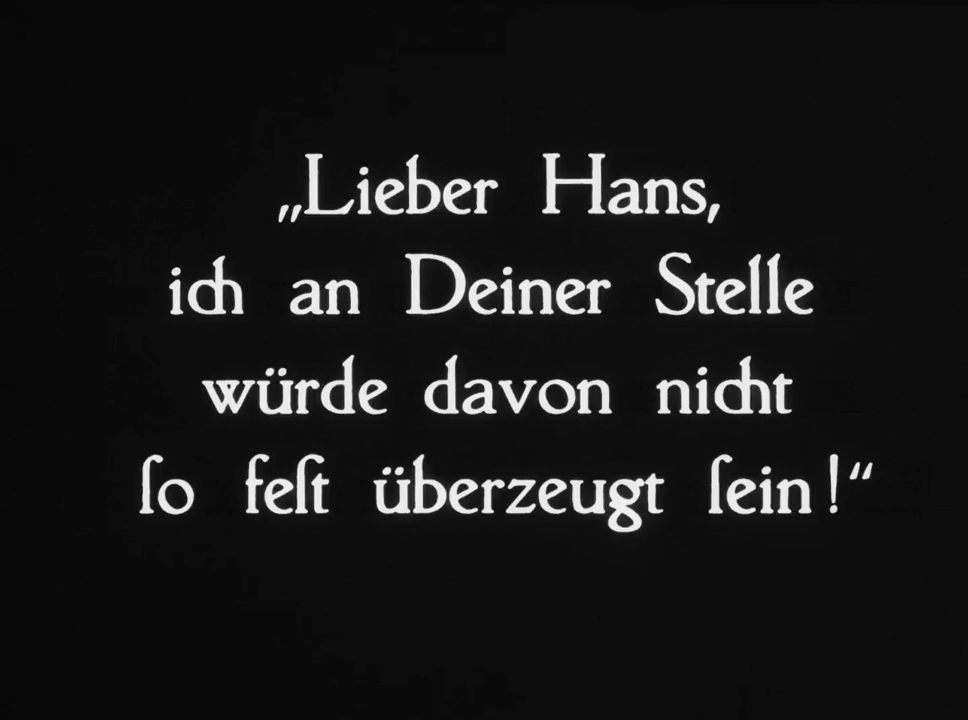 „Lieber Hans,
ich an Deiner Stelle
würde davon nicht
ſo feſt überzeugt ſein!“